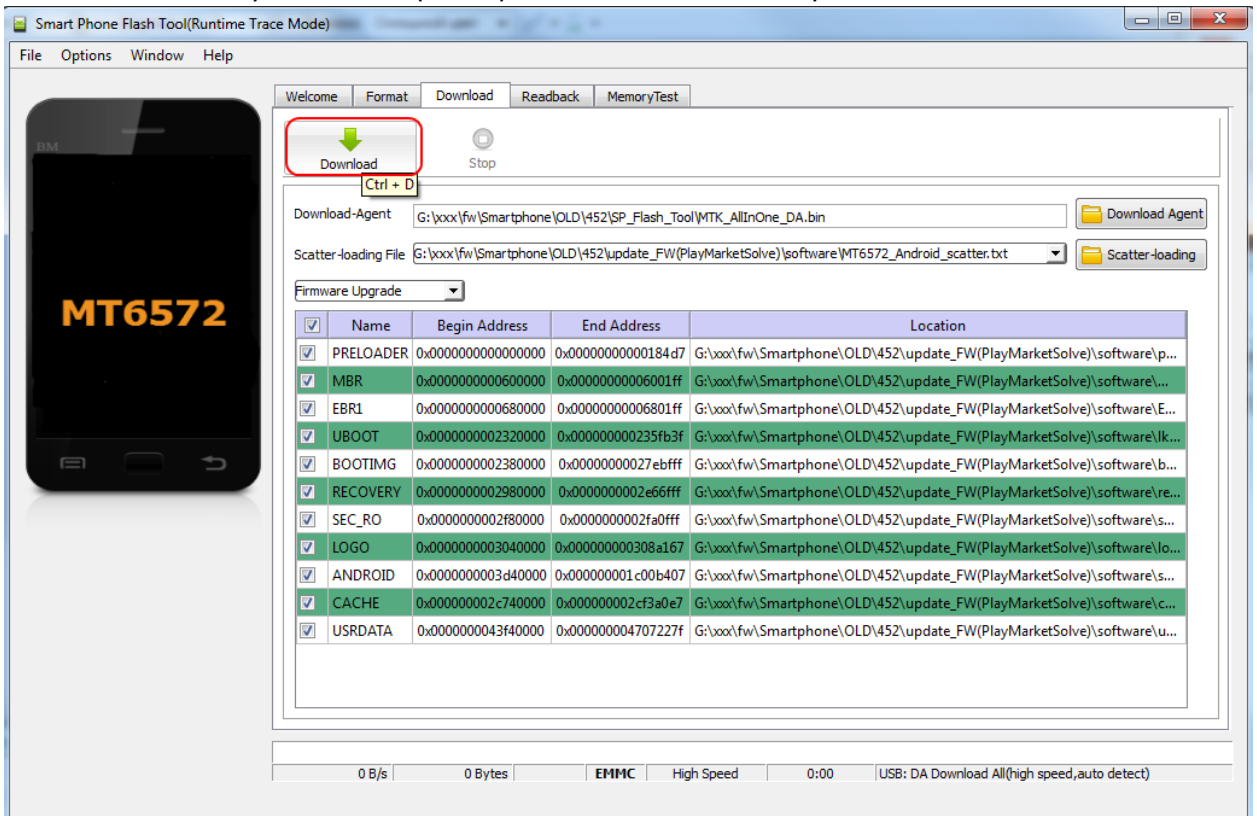 Smart Phone Flash Tool(Runtime Trace Mode)
File Options Window Help
Welcome Format Download Readback MemoryTest
BM
Download Stop
Ctrl + D
Download-Agent G:\xxx\fw\Smartphone\OLD\452\SP_Flash_Tool\MTK_AllInOne_DA.bin Download Agent
Scatter-loading File G:\xxx\fw\Smartphone\OLD\452\update_FW(PlayMarketSolve)\software\MT6572_Android_scatter.txt Scatter-loading
Firmware Upgrade
MT6572
Name Begin Address End Address Location
PRELOADER 0x0000000000000000 0x00000000000184d7 G:\xxx\fw\Smartphone\OLD\452\update_FW(PlayMarketSolve)\software\p...
MBR 0x0000000000600000 0x00000000006001ff G:\xxx\fw\Smartphone\OLD\452\update_FW(PlayMarketSolve)\software\...
EBR1 0x0000000000680000 0x00000000006801ff G:\xxx\fw\Smartphone\OLD\452\update_FW(PlayMarketSolve)\software\E...
UBOOT 0x0000000002320000 0x000000000235fb3f G:\xxx\fw\Smartphone\OLD\452\update_FW(PlayMarketSolve)\software\lk...
BOOTIMG 0x0000000002380000 0x00000000027ebfff G:\xxx\fw\Smartphone\OLD\452\update_FW(PlayMarketSolve)\software\b...
RECOVERY 0x0000000002980000 0x0000000002e66fff G:\xxx\fw\Smartphone\OLD\452\update_FW(PlayMarketSolve)\software\re...
SEC_RO 0x0000000002f80000 0x0000000002fa0fff G:\xxx\fw\Smartphone\OLD\452\update_FW(PlayMarketSolve)\software\s...
LOGO 0x0000000003040000 0x000000000308a167 G:\xxx\fw\Smartphone\OLD\452\update_FW(PlayMarketSolve)\software\lo...
ANDROID 0x0000000003d40000 0x000000001c00b407 G:\xxx\fw\Smartphone\OLD\452\update_FW(PlayMarketSolve)\software\s...
CACHE 0x000000002c740000 0x000000002cf3a0e7 G:\xxx\fw\Smartphone\OLD\452\update_FW(PlayMarketSolve)\software\c...
USRDATA 0x0000000043f40000 0x000000004707227f G:\xxx\fw\Smartphone\OLD\452\update_FW(PlayMarketSolve)\software\u...
0 B/s 0 Bytes EMMC High Speed 0:00 USB: DA Download All(high speed,auto detect)